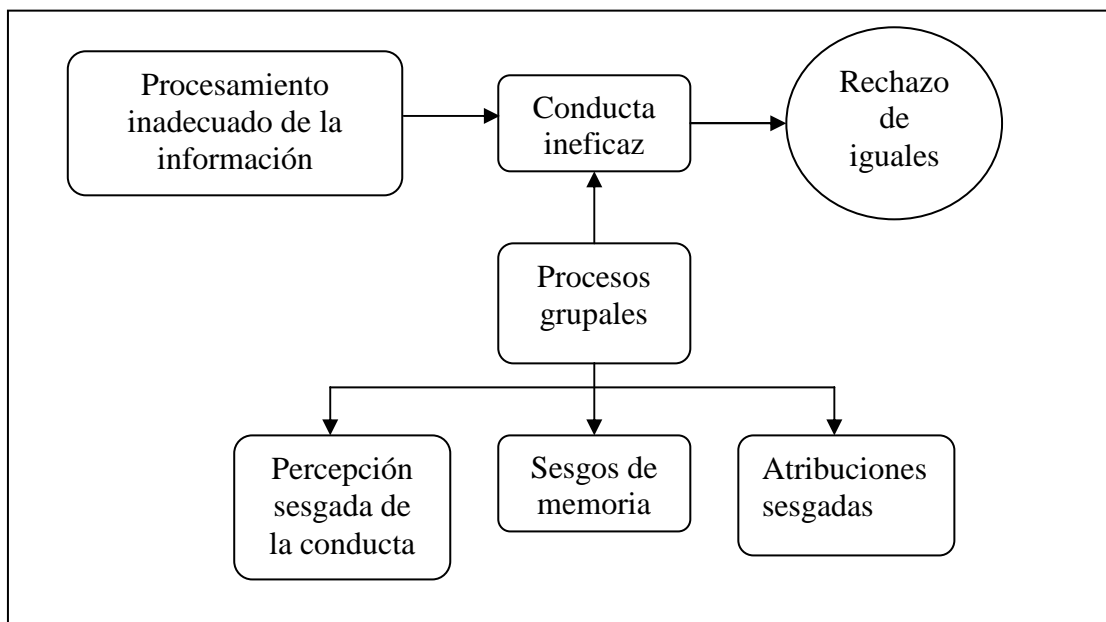 Procesamiento
inadecuado de la
información
Conducta
ineficaz
Rechazo
de
iguales
Procesos
grupales
Percepción
sesgada de
la conducta
Sesgos de
memoria
Atribuciones
sesgadas